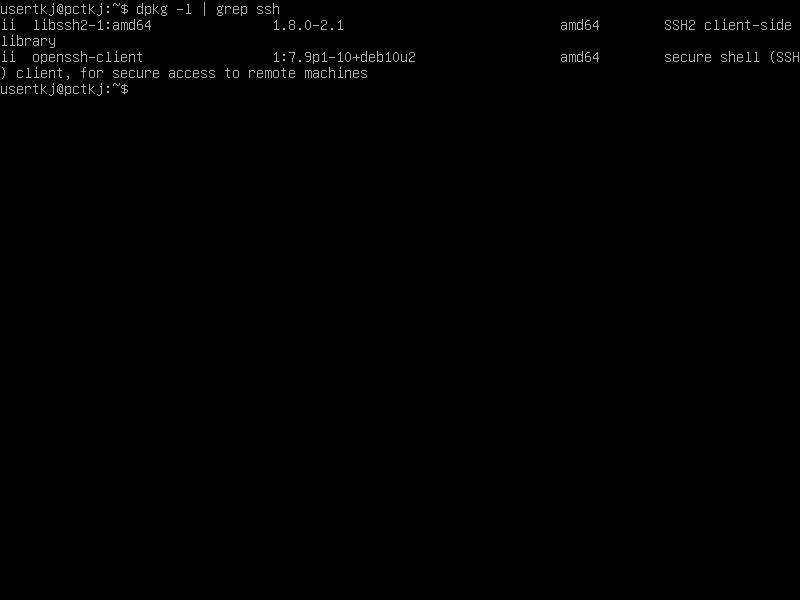 usertkj@pctkj:~$ dpkg -l | grep ssh
ii  libssh2-1:amd64               1.8.0-2.1                           amd64        SSH2 client-side
library
ii  openssh-client                1:7.9p1-10+deb10u2                  amd64        secure shell (SSH
) client, for secure access to remote machines
usertkj@pctkj:~$